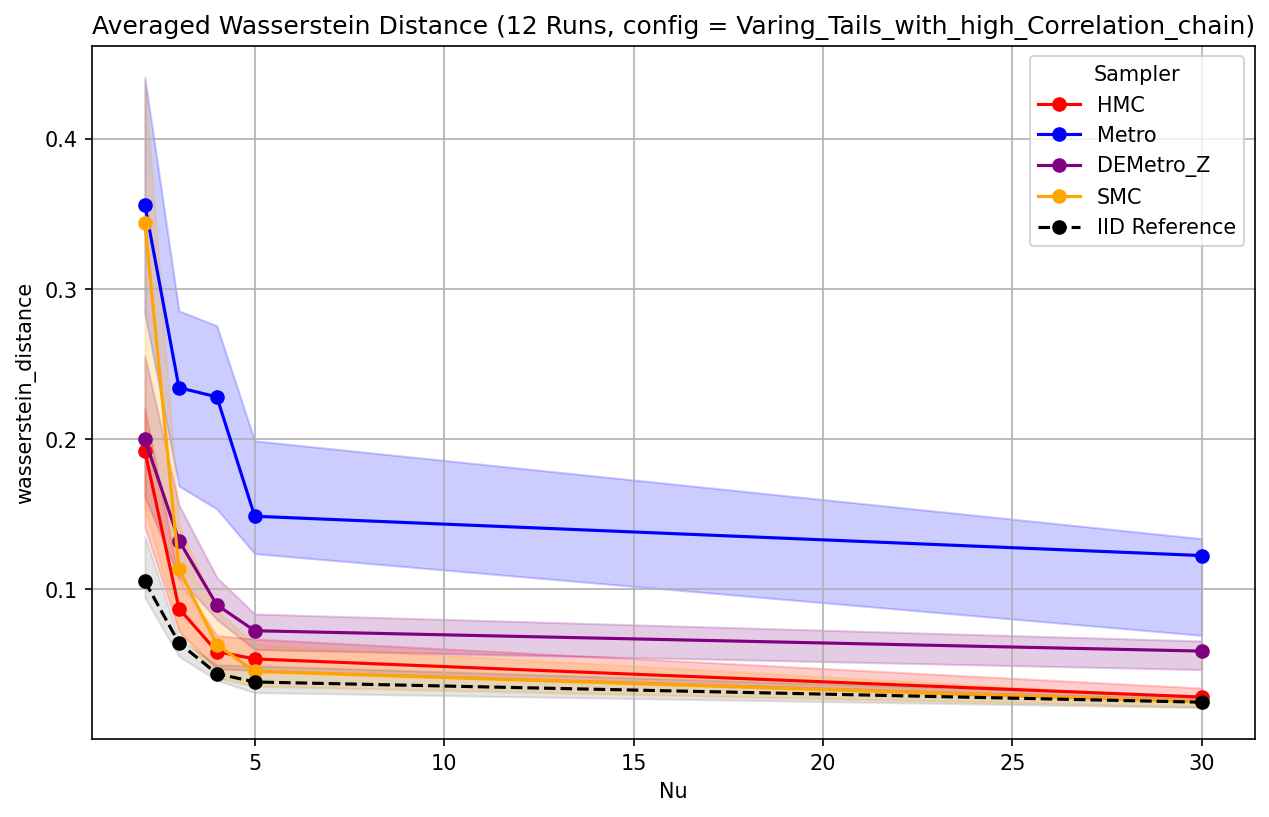 Averaged Wasserstein Distance (12 Runs, config = Varing_Tails_with_high_Correlation_chain)
Sampler
HMC
Metro
DEMetro_Z
SMC
IID Reference
wasserstein_distance
0.4
0.3
0.2
0.1
5 10 15 20 25 30
Nu